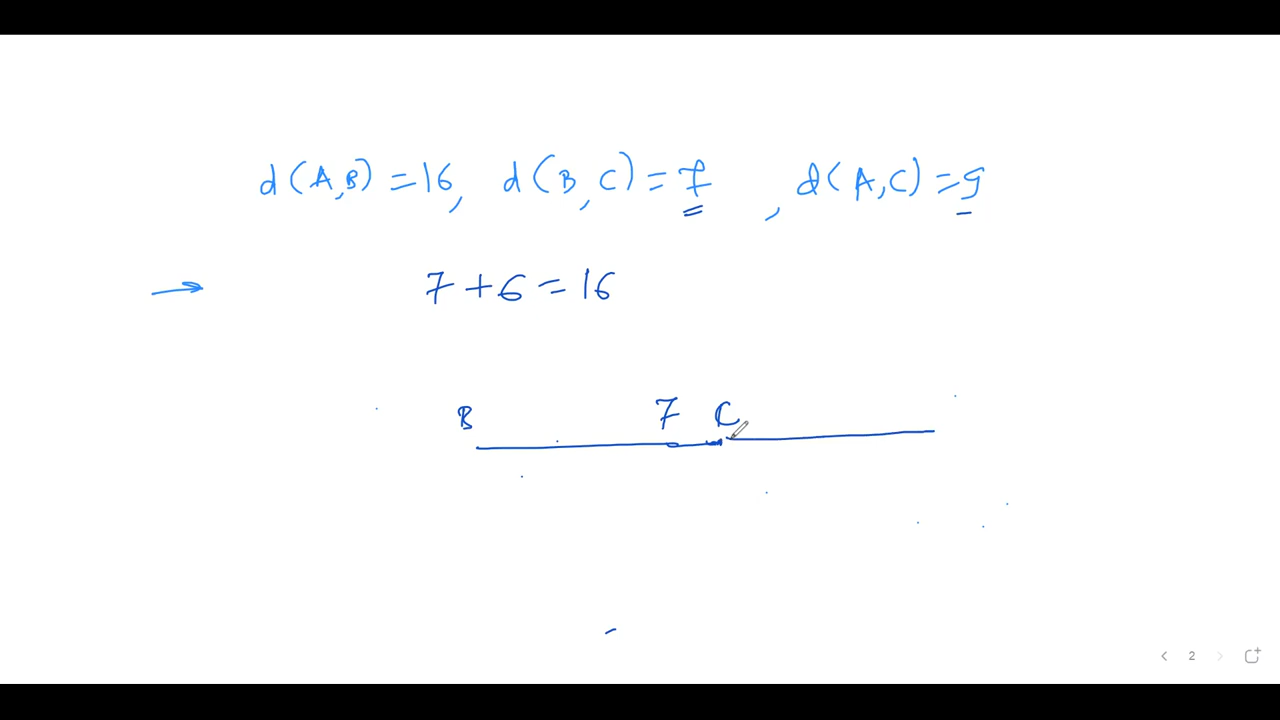 d(A,B) = 16, d(B,C) = 7, d(A,C) = 9
→ 7 + 6 = 16
B 7 C
2